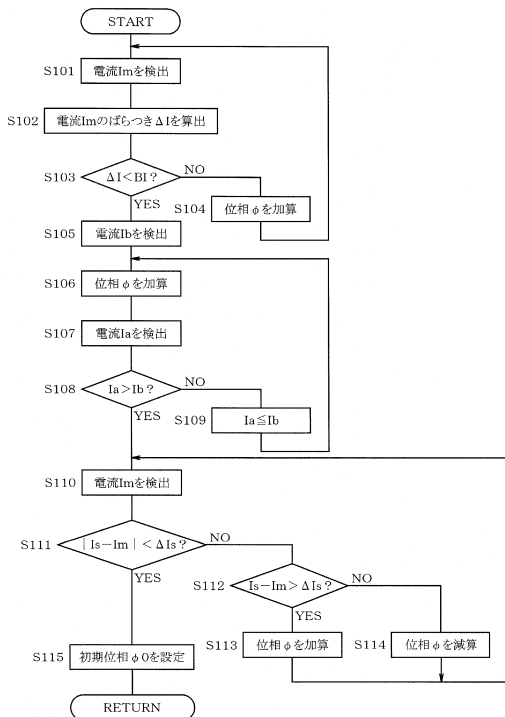 START
S101 電流Imを検出
S102 電流ImのばらつきΔIを算出
S103 ΔI<BI?
NO
YES
S104 位相φを加算
S105 電流Ibを検出
S106 位相φを加算
S107 電流Iaを検出
S108 Ia>Ib?
NO
YES
S109 Ia≦Ib
S110 電流Imを検出
S111 |Is-Im|<ΔIs?
NO
YES
S112 Is-Im>ΔIs?
NO
YES
S113 位相φを加算
S114 位相φを減算
S115 初期位相φ0を設定
RETURN